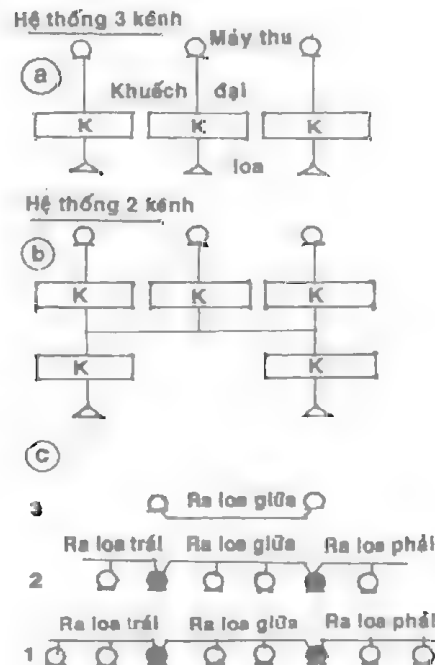 Hệ thống 3 kênh
Máy thu
a
Khuếch đại
K K K
loa
Hệ thống 2 kênh
b
K K K
K K
c
3 Ra loa giữa
Ra loa trái Ra loa giữa Ra loa phải
2
Ra loa trái Ra loa giữa Ra loa phải
1